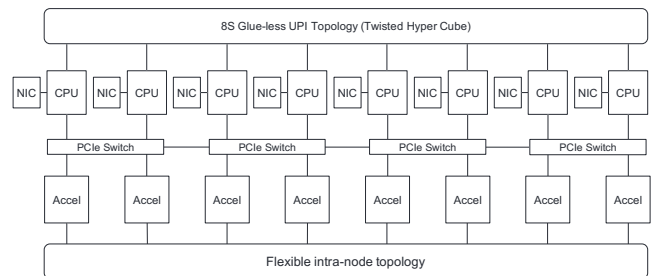 8S Glue-less UPI Topology (Twisted Hyper Cube)
NIC CPU NIC CPU NIC CPU NIC CPU NIC CPU NIC CPU NIC CPU NIC CPU
PCIe Switch PCIe Switch PCIe Switch PCIe Switch
Accel Accel Accel Accel Accel Accel Accel Accel
Flexible intra-node topology